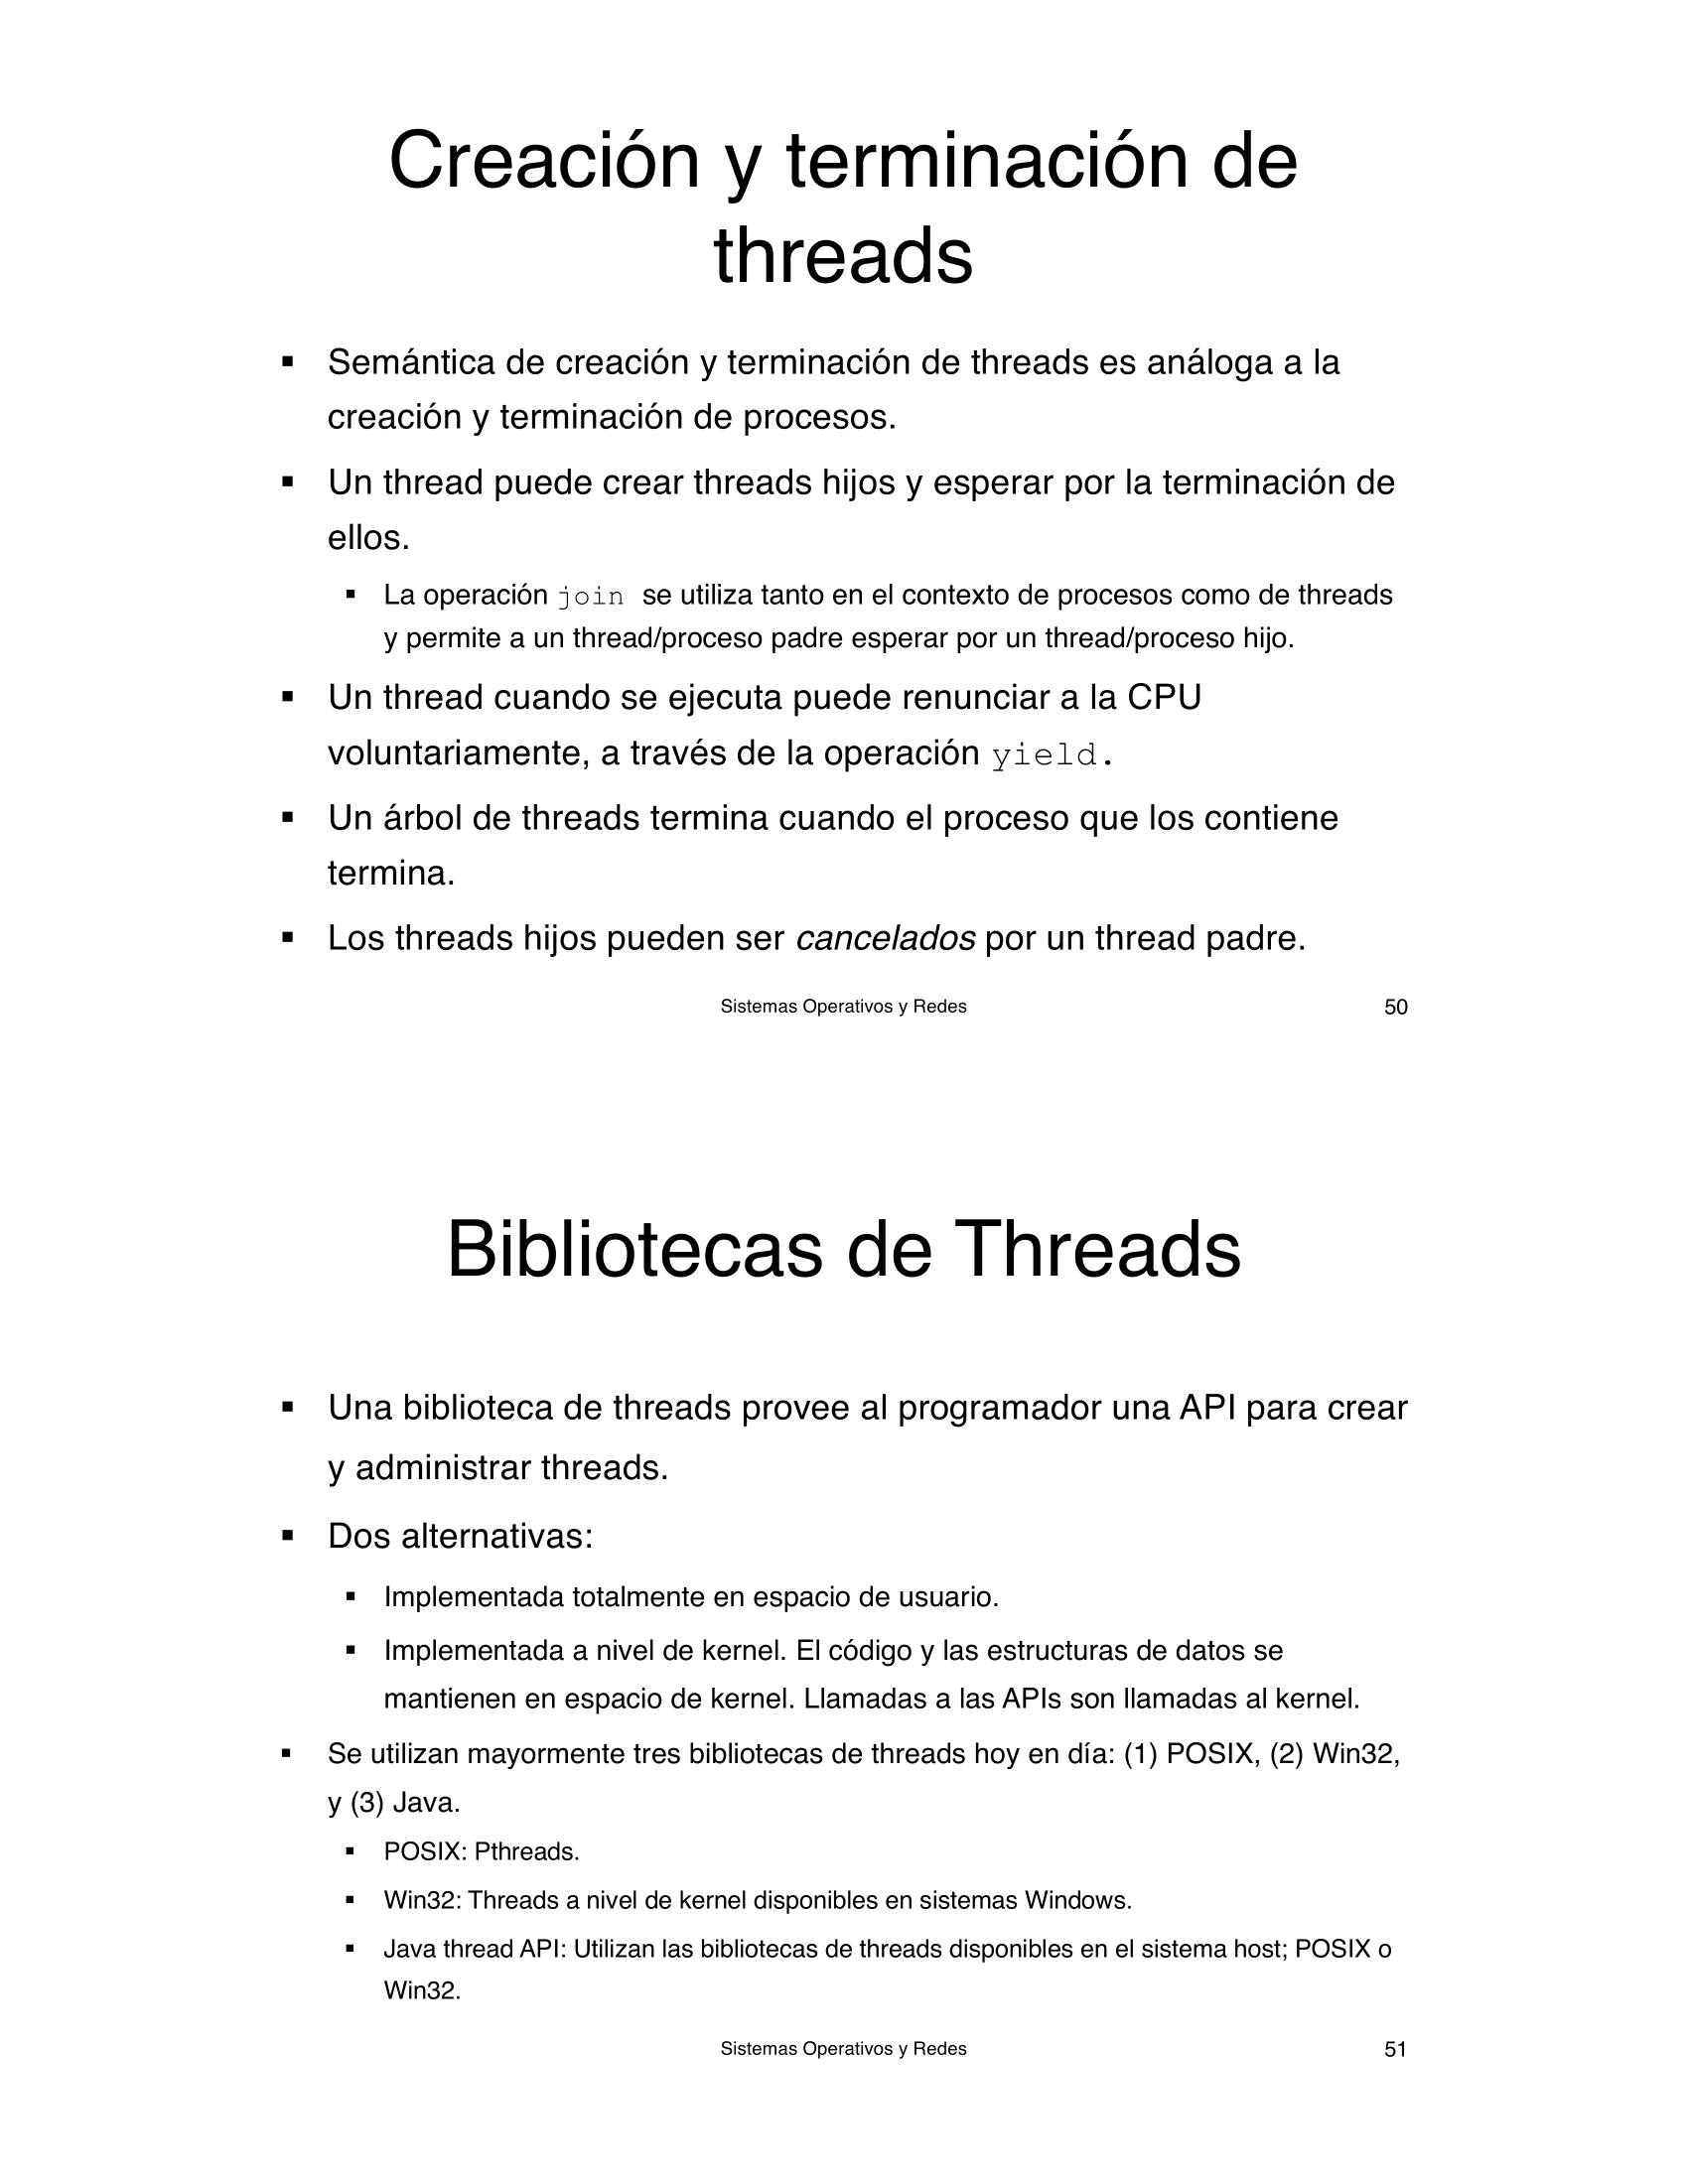 Creación y terminación de
threads
▪ Semántica de creación y terminación de threads es análoga a la
creación y terminación de procesos.
▪ Un thread puede crear threads hijos y esperar por la terminación de
ellos.
▪ La operación join se utiliza tanto en el contexto de procesos como de threads
y permite a un thread/proceso padre esperar por un thread/proceso hijo.
▪ Un thread cuando se ejecuta puede renunciar a la CPU
voluntariamente, a través de la operación yield.
▪ Un árbol de threads termina cuando el proceso que los contiene
termina.
▪ Los threads hijos pueden ser cancelados por un thread padre.
Sistemas Operativos y Redes 50
Bibliotecas de Threads
▪ Una biblioteca de threads provee al programador una API para crear
y administrar threads.
▪ Dos alternativas:
▪ Implementada totalmente en espacio de usuario.
▪ Implementada a nivel de kernel. El código y las estructuras de datos se
mantienen en espacio de kernel. Llamadas a las APIs son llamadas al kernel.
▪ Se utilizan mayormente tres bibliotecas de threads hoy en día: (1) POSIX, (2) Win32,
y (3) Java.
▪ POSIX: Pthreads.
▪ Win32: Threads a nivel de kernel disponibles en sistemas Windows.
▪ Java thread API: Utilizan las bibliotecas de threads disponibles en el sistema host; POSIX o
Win32.
Sistemas Operativos y Redes 51